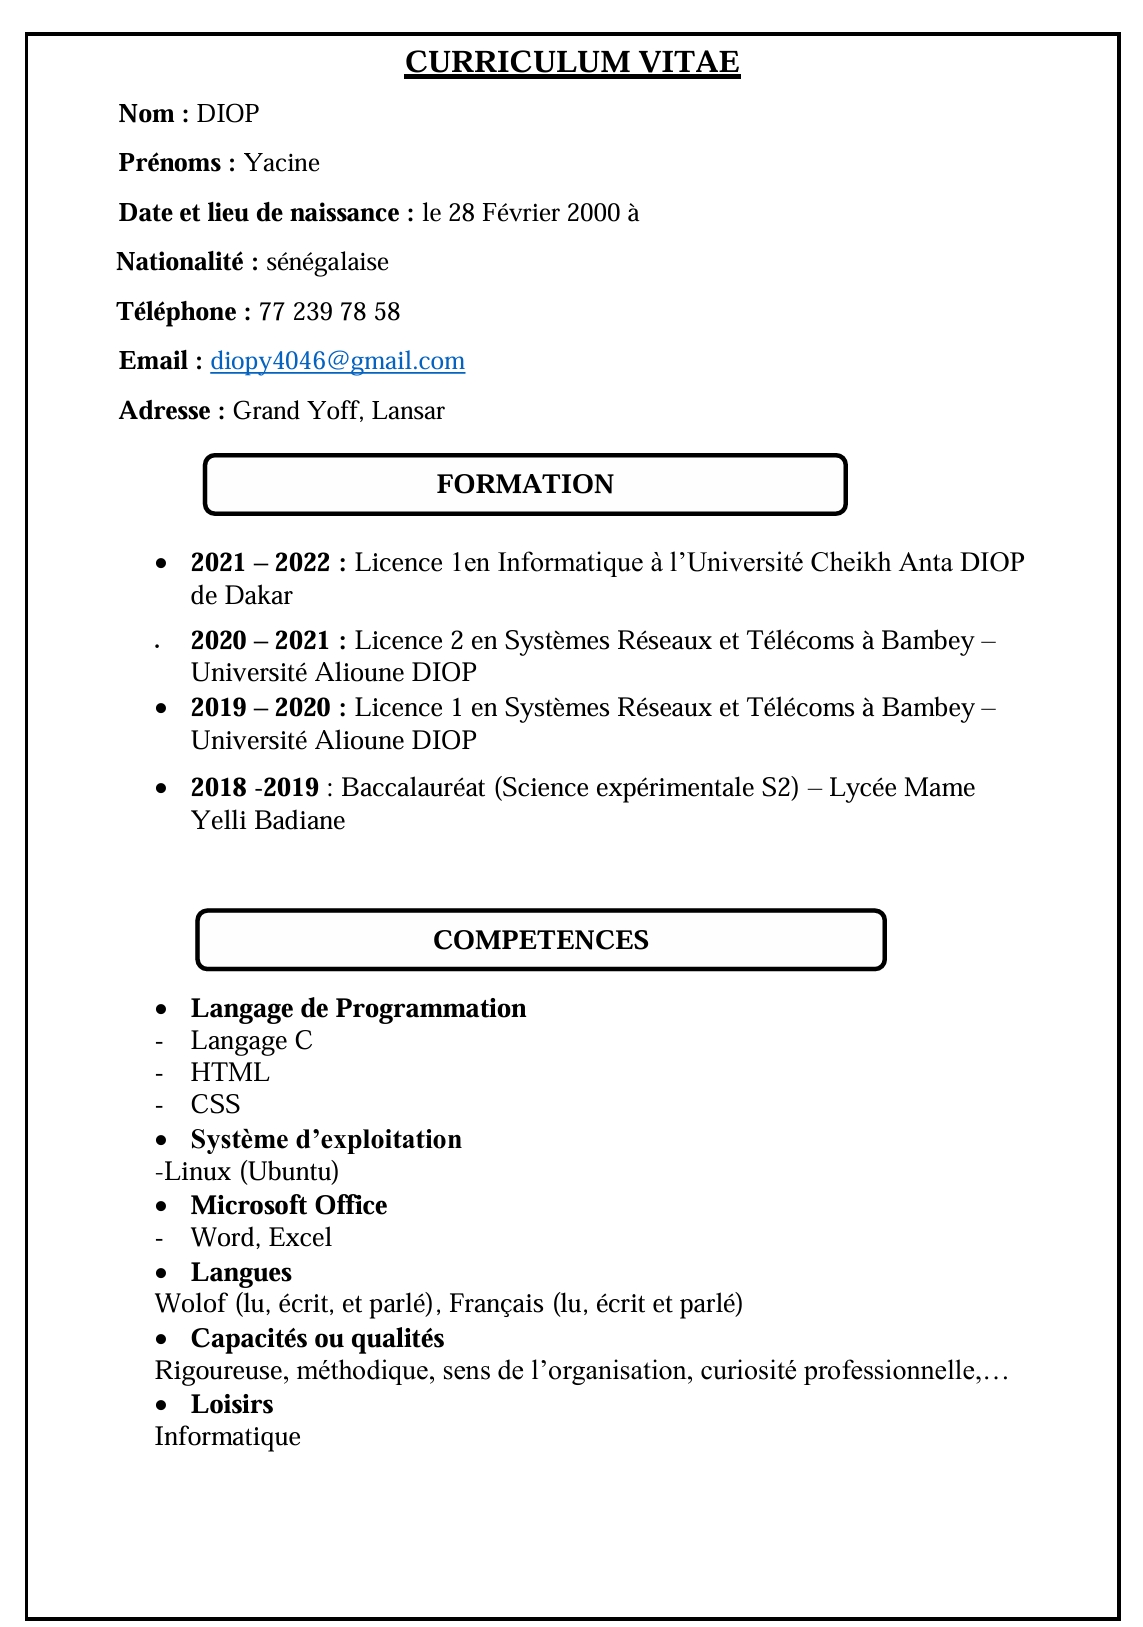 CURRICULUM VITAE
Nom : DIOP
Prénoms : Yacine
Date et lieu de naissance : le 28 Février 2000 à
Nationalité : sénégalaise
Téléphone : 77 239 78 58
Email : diopy4046@gmail.com
Adresse : Grand Yoff, Lansar
FORMATION
• 2021 – 2022 : Licence 1en Informatique à l’Université Cheikh Anta DIOP
de Dakar
. 2020 – 2021 : Licence 2 en Systèmes Réseaux et Télécoms à Bambey –
Université Alioune DIOP
• 2019 – 2020 : Licence 1 en Systèmes Réseaux et Télécoms à Bambey –
Université Alioune DIOP
• 2018 -2019 : Baccalauréat (Science expérimentale S2) – Lycée Mame
Yelli Badiane
COMPETENCES
• Langage de Programmation
- Langage C
- HTML
- CSS
• Système d’exploitation
-Linux (Ubuntu)
• Microsoft Office
- Word, Excel
• Langues
Wolof (lu, écrit, et parlé), Français (lu, écrit et parlé)
• Capacités ou qualités
Rigoureuse, méthodique, sens de l’organisation, curiosité professionnelle,…
• Loisirs
Informatique